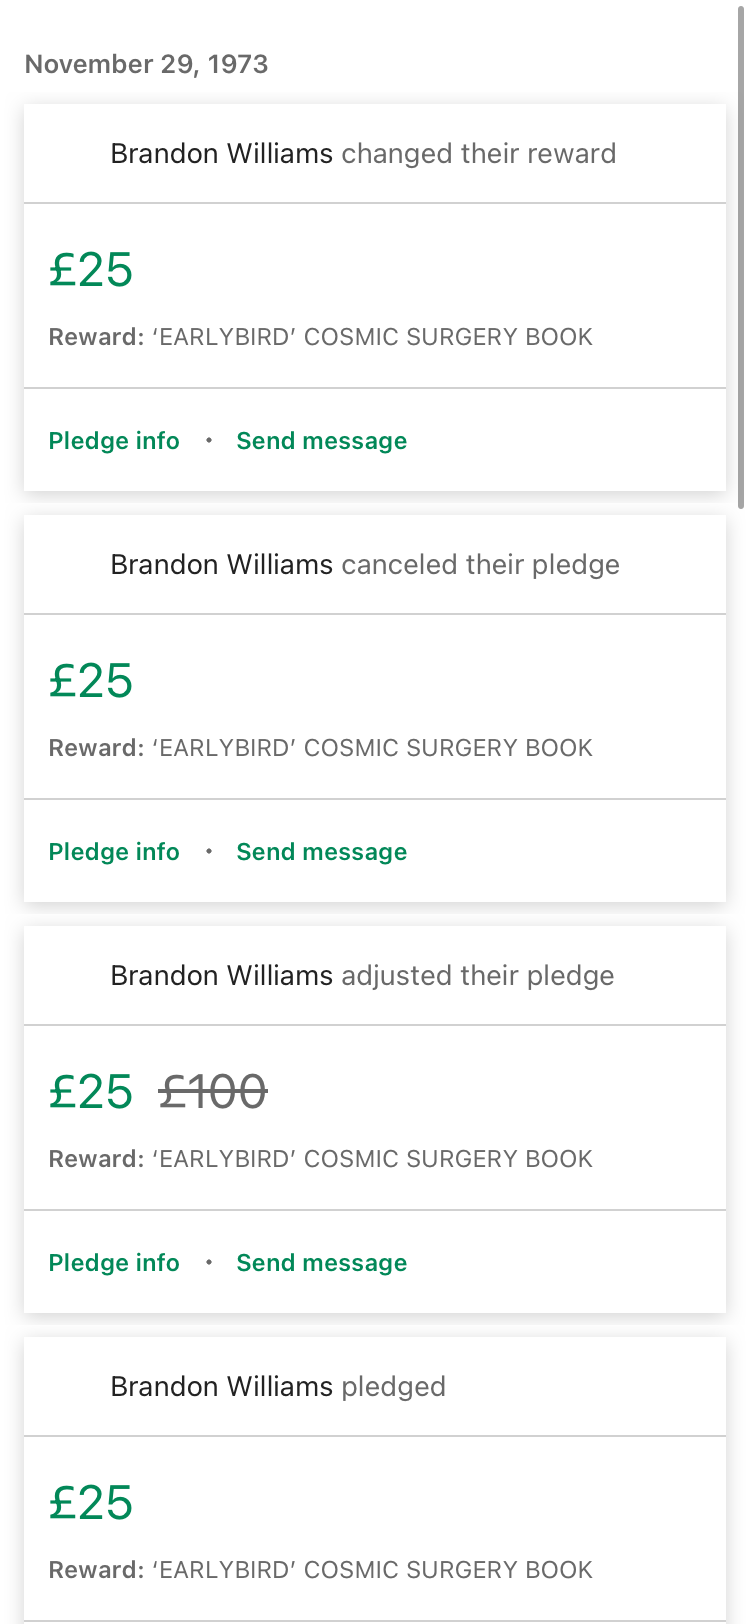 November 29, 1973
Brandon Williams changed their reward
£25
Reward: ‘EARLYBIRD’ COSMIC SURGERY BOOK
Pledge info • Send message
Brandon Williams canceled their pledge
£25
Reward: ‘EARLYBIRD’ COSMIC SURGERY BOOK
Pledge info • Send message
Brandon Williams adjusted their pledge
£25 £100
Reward: ‘EARLYBIRD’ COSMIC SURGERY BOOK
Pledge info • Send message
Brandon Williams pledged
£25
Reward: ‘EARLYBIRD’ COSMIC SURGERY BOOK